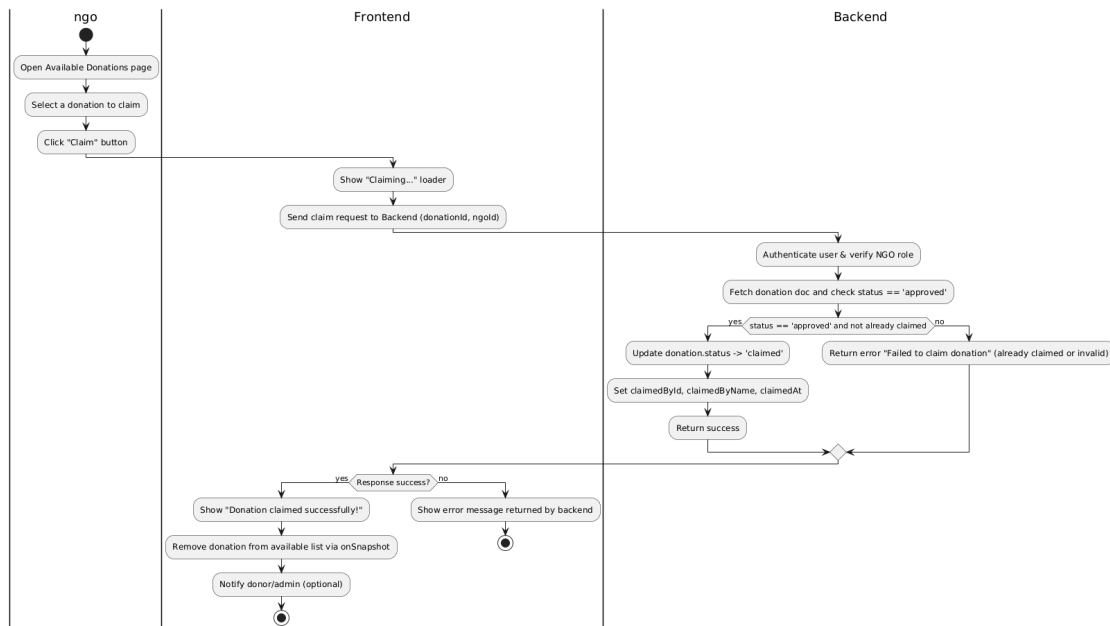 ngo
Frontend
Backend
Open Available Donations page
Select a donation to claim
Click "Claim" button
Show "Claiming..." loader
Send claim request to Backend (donationId, ngoId)
Authenticate user & verify NGO role
Fetch donation doc and check status == 'approved'
yes
status == 'approved' and not already claimed
no
Update donation.status -> 'claimed'
Return error "Failed to claim donation" (already claimed or invalid)
Set claimedById, claimedByName, claimedAt
Return success
yes
Response success?
no
Show "Donation claimed successfully!"
Show error message returned by backend
Remove donation from available list via onSnapshot
Notify donor/admin (optional)